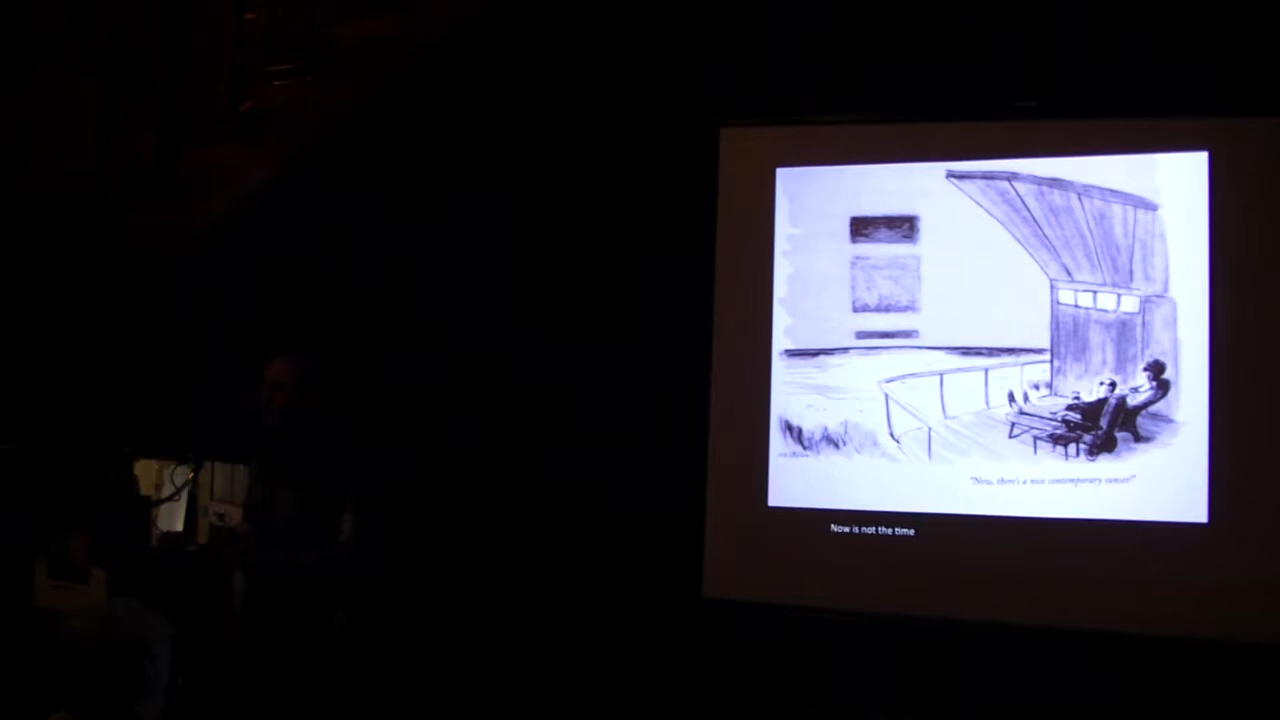 "Now, there's a nice contemporary sunset!"
Now is not the time